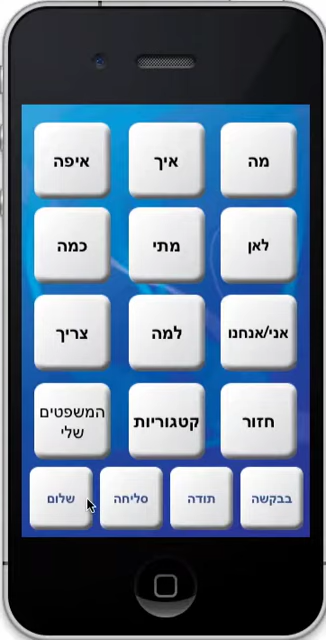 מה
איך
איפה
לאן
מתי
כמה
אני/אנחנו
למה
צריך
חזור
קטגוריות
המשפטים
שלי
בבקשה
תודה
סליחה
שלום